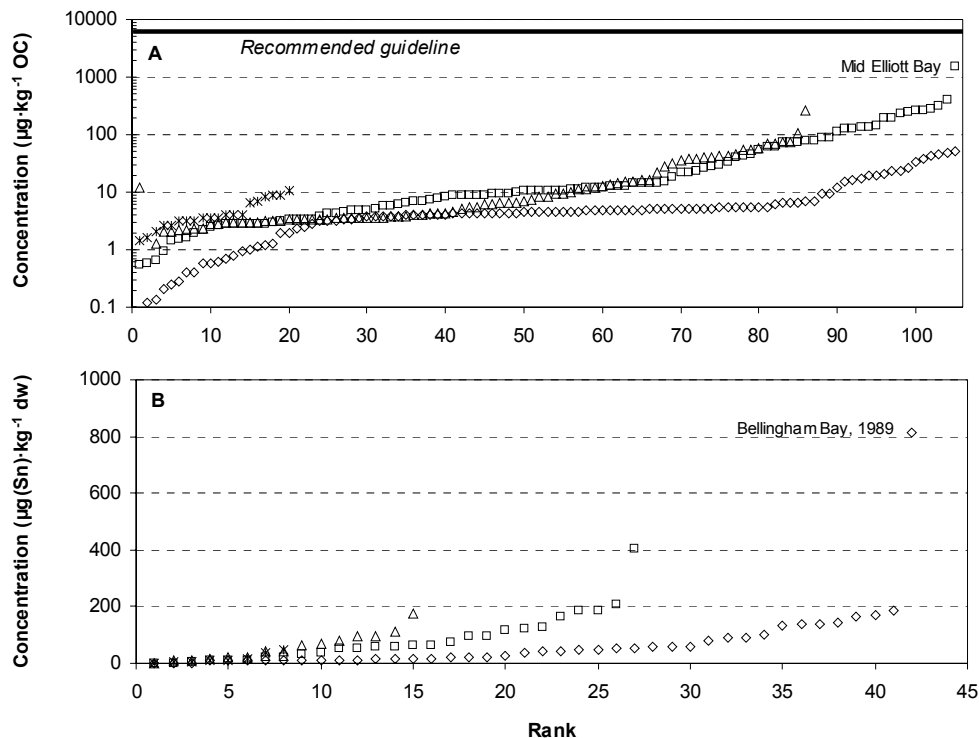 10000
1000
100
10
1
0.1
Concentration (µg·kg⁻¹ OC)
A
Recommended guideline
Mid Elliott Bay
0 10 20 30 40 50 60 70 80 90 100
1000
800
600
400
200
0
Concentration (µg(Sn)·kg⁻¹ dw)
B
Bellingham Bay, 1989
0 5 10 15 20 25 30 35 40 45
Rank